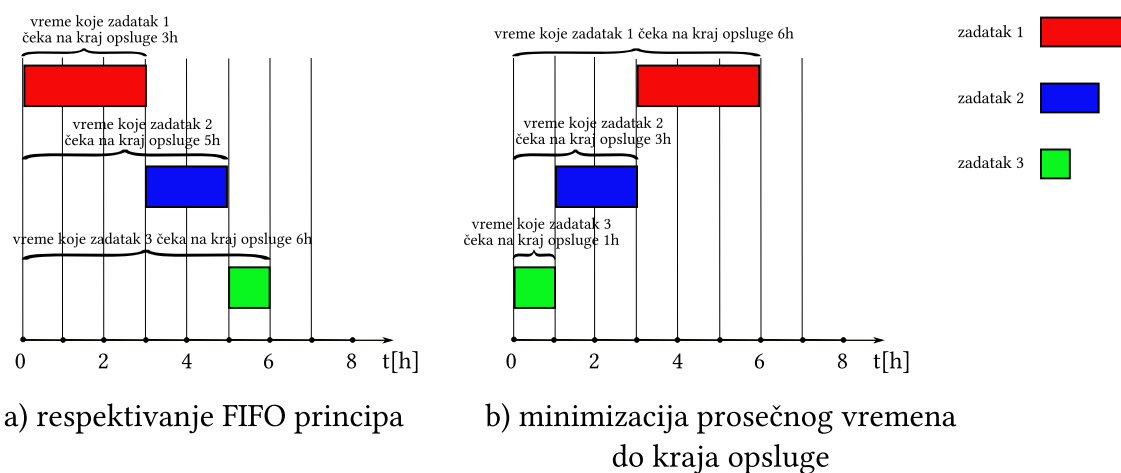 vreme koje zadatak 1
čeka na kraj opsluge 3h
vreme koje zadatak 2
čeka na kraj opsluge 5h
vreme koje zadatak 3 čeka na kraj opsluge 6h
0 2 4 6 8 t[h]
a) respektivanje FIFO principa
vreme koje zadatak 1 čeka na kraj opsluge 6h
vreme koje zadatak 2
čeka na kraj opsluge 3h
vreme koje zadatak 3
čeka na kraj opsluge 1h
0 2 4 6 8 t[h]
b) minimizacija prosečnog vremena
do kraja opsluge
zadatak 1
zadatak 2
zadatak 3